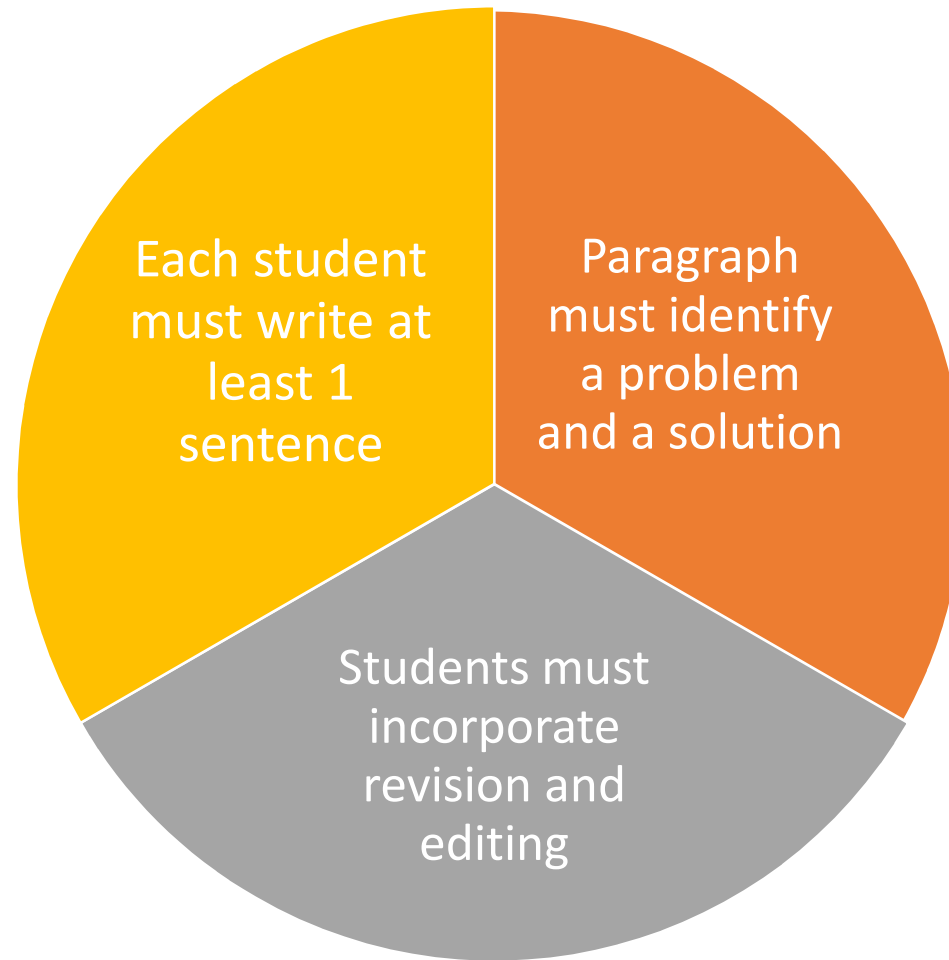 Each student
must write at
least 1
sentence
Paragraph
must identify
a problem
and a solution
Students must
incorporate
revision and
editing